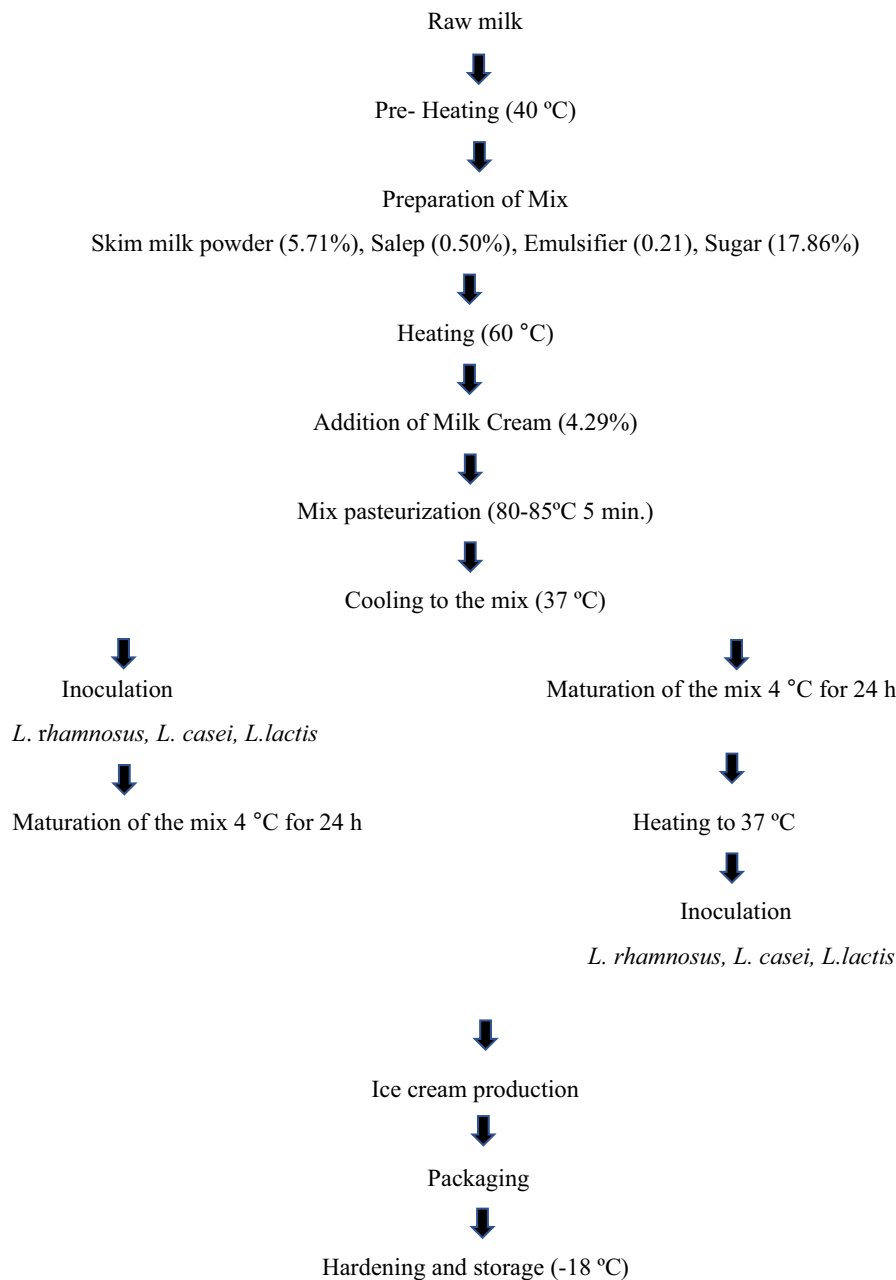 Raw milk
Pre- Heating (40 ºC)
Preparation of Mix
Skim milk powder (5.71%), Salep (0.50%), Emulsifier (0.21), Sugar (17.86%)
Heating (60 °C)
Addition of Milk Cream (4.29%)
Mix pasteurization (80-85ºC 5 min.)
Cooling to the mix (37 ºC)
Inoculation
L. rhamnosus, L. casei, L.lactis
Maturation of the mix 4 °C for 24 h
Maturation of the mix 4 °C for 24 h
Heating to 37 ºC
Inoculation
L. rhamnosus, L. casei, L.lactis
Ice cream production
Packaging
Hardening and storage (-18 ºC)